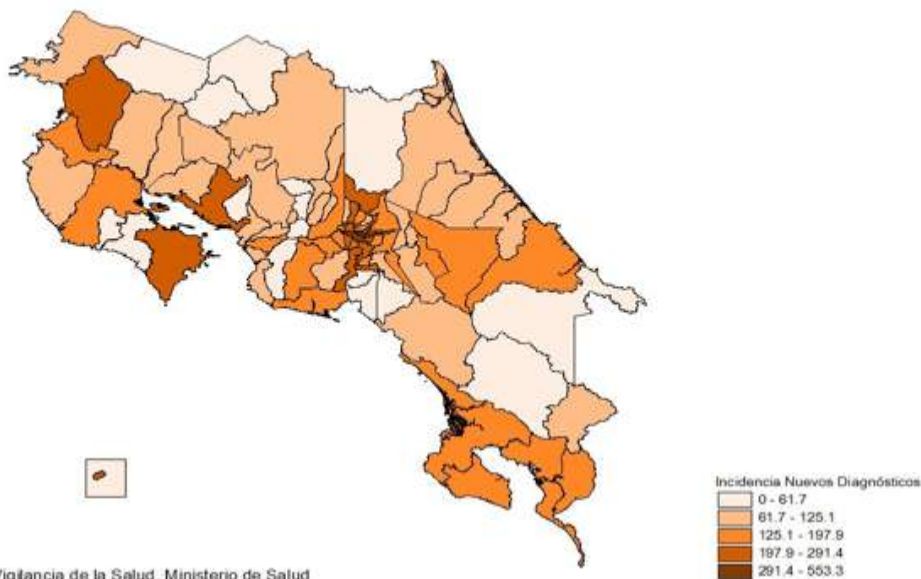 Incidencia Nuevos Diagnósticos
0 - 61.7
61.7 - 125.1
125.1 - 197.9
197.9 - 291.4
291.4 - 553.3
Vigilancia de la Salud, Ministerio de Salud